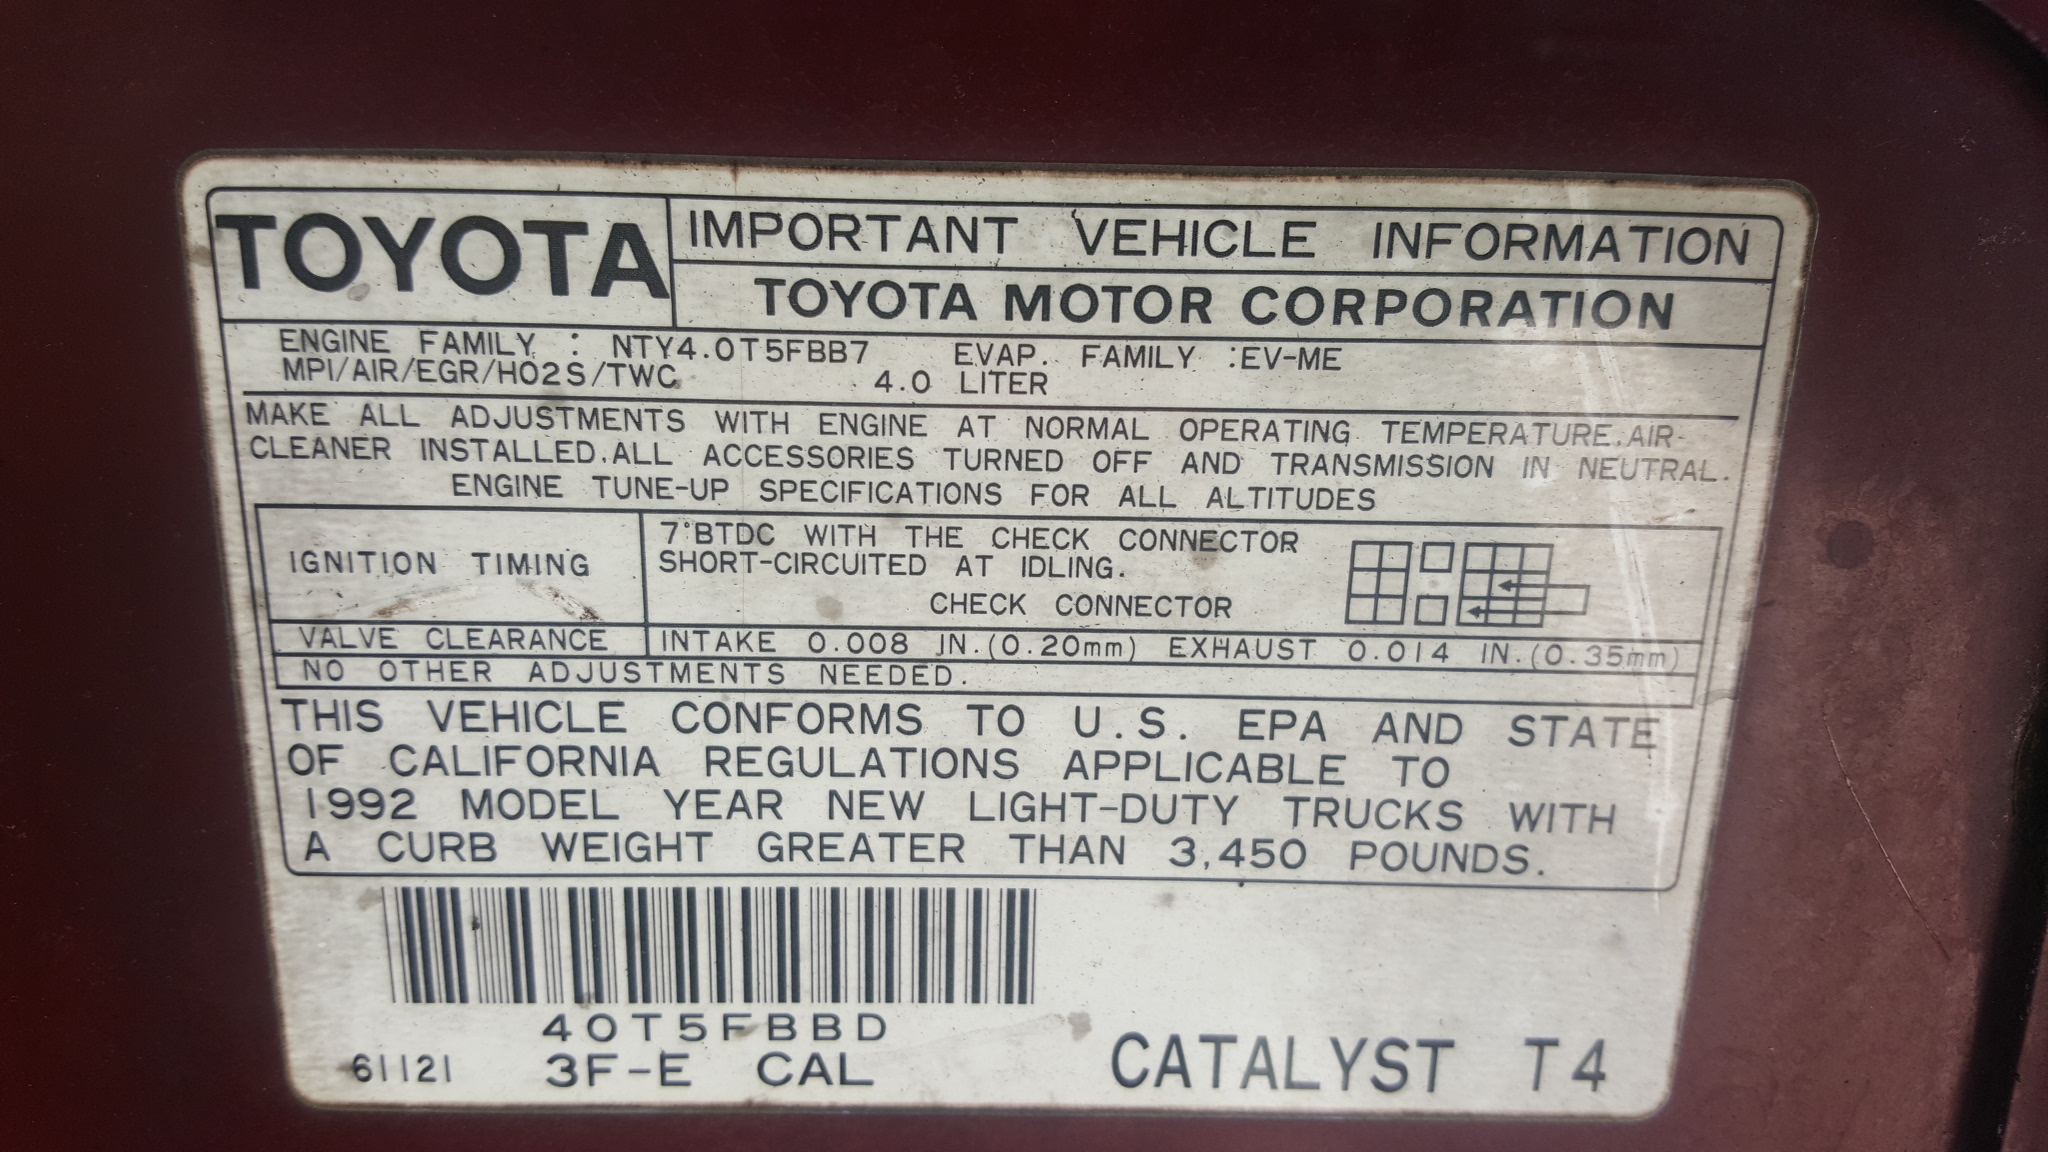 TOYOTA
IMPORTANT VEHICLE INFORMATION
TOYOTA MOTOR CORPORATION
ENGINE FAMILY : NTY4.0T5FBB7 EVAP. FAMILY :EV-ME
MPI/AIR/EGR/HO2S/TWC 4.0 LITER
MAKE ALL ADJUSTMENTS WITH ENGINE AT NORMAL OPERATING TEMPERATURE.AIR-
CLEANER INSTALLED.ALL ACCESSORIES TURNED OFF AND TRANSMISSION IN NEUTRAL.
ENGINE TUNE-UP SPECIFICATIONS FOR ALL ALTITUDES
IGNITION TIMING
7°BTDC WITH THE CHECK CONNECTOR
SHORT-CIRCUITED AT IDLING.
CHECK CONNECTOR
VALVE CLEARANCE INTAKE 0.008 IN.(0.20mm) EXHAUST 0.014 IN.(0.35mm)
NO OTHER ADJUSTMENTS NEEDED.
THIS VEHICLE CONFORMS TO U.S. EPA AND STATE
OF CALIFORNIA REGULATIONS APPLICABLE TO
1992 MODEL YEAR NEW LIGHT-DUTY TRUCKS WITH
A CURB WEIGHT GREATER THAN 3,450 POUNDS.
40T5FBBD
61121 3F-E CAL CATALYST T4